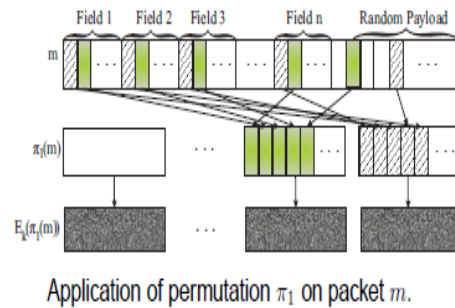 Field 1 Field 2 Field 3 Field n Random Payload
m ... ... ... ... ... ...
π₁(m) ... ...
Eₖ(π₁(m)) ... ...
Application of permutation π₁ on packet m.